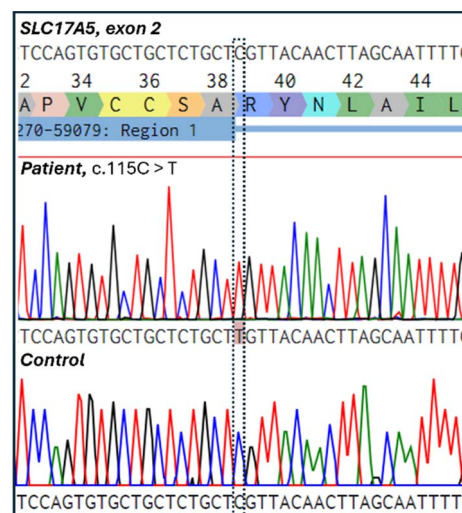 SLC17A5, exon 2
TCCAGTGTGCTGCTCTGCTCGTTACAACTTAGCAATTTT
2 34 36 38 40 42 44
A P V C C S A R Y N L A I L
270-59079: Region 1
Patient, c.115C > T
TCCAGTGTGCTGCTCTGCTTGTTACAACTTAGCAATTTT
Control
TCCAGTGTGCTGCTCTGCTCGTTACAACTTAGCAATTTT